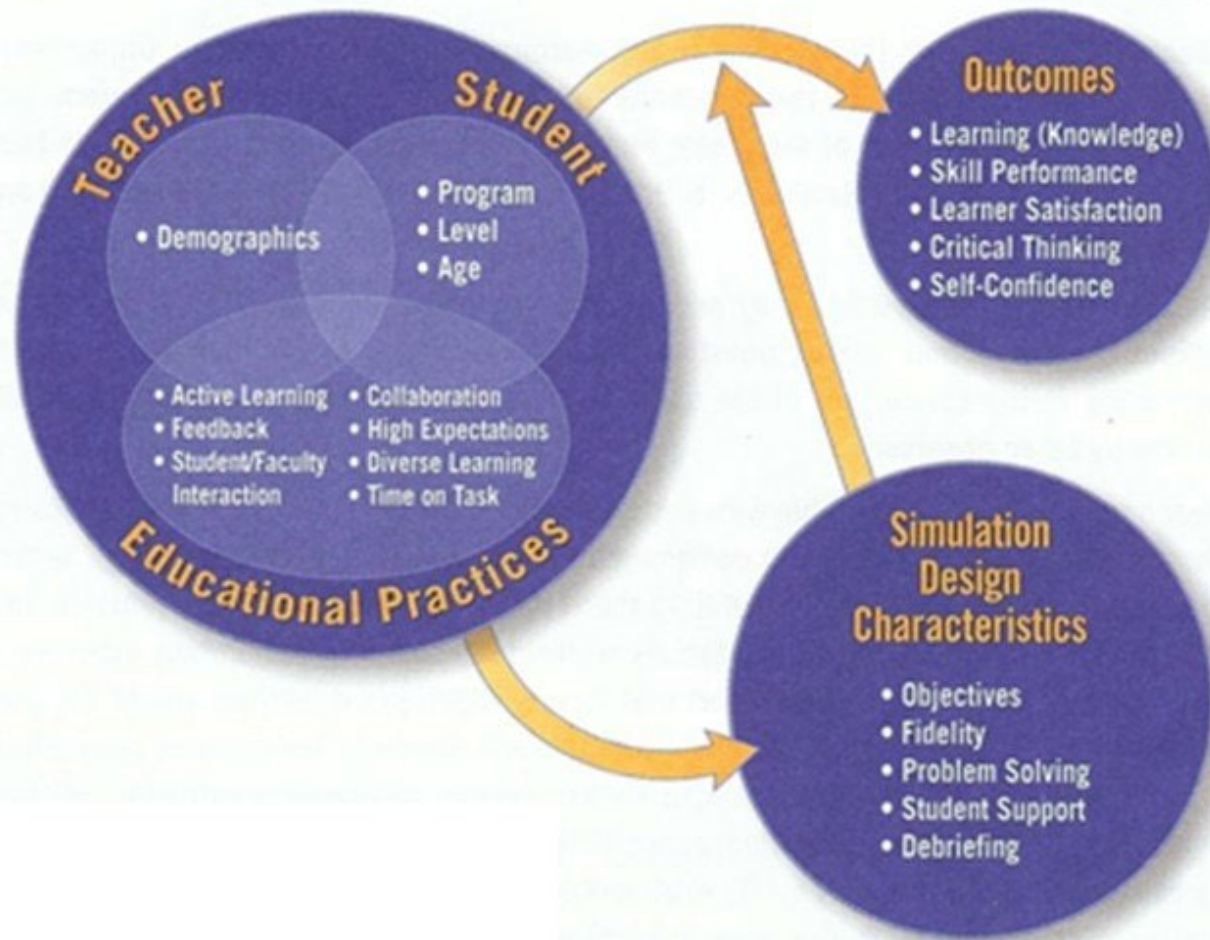 Teacher
Student
• Demographics
• Program
• Level
• Age
• Active Learning
• Feedback
• Student/Faculty
Interaction
• Collaboration
• High Expectations
• Diverse Learning
• Time on Task
Educational Practices
Outcomes
• Learning (Knowledge)
• Skill Performance
• Learner Satisfaction
• Critical Thinking
• Self-Confidence
Simulation
Design
Characteristics
• Objectives
• Fidelity
• Problem Solving
• Student Support
• Debriefing